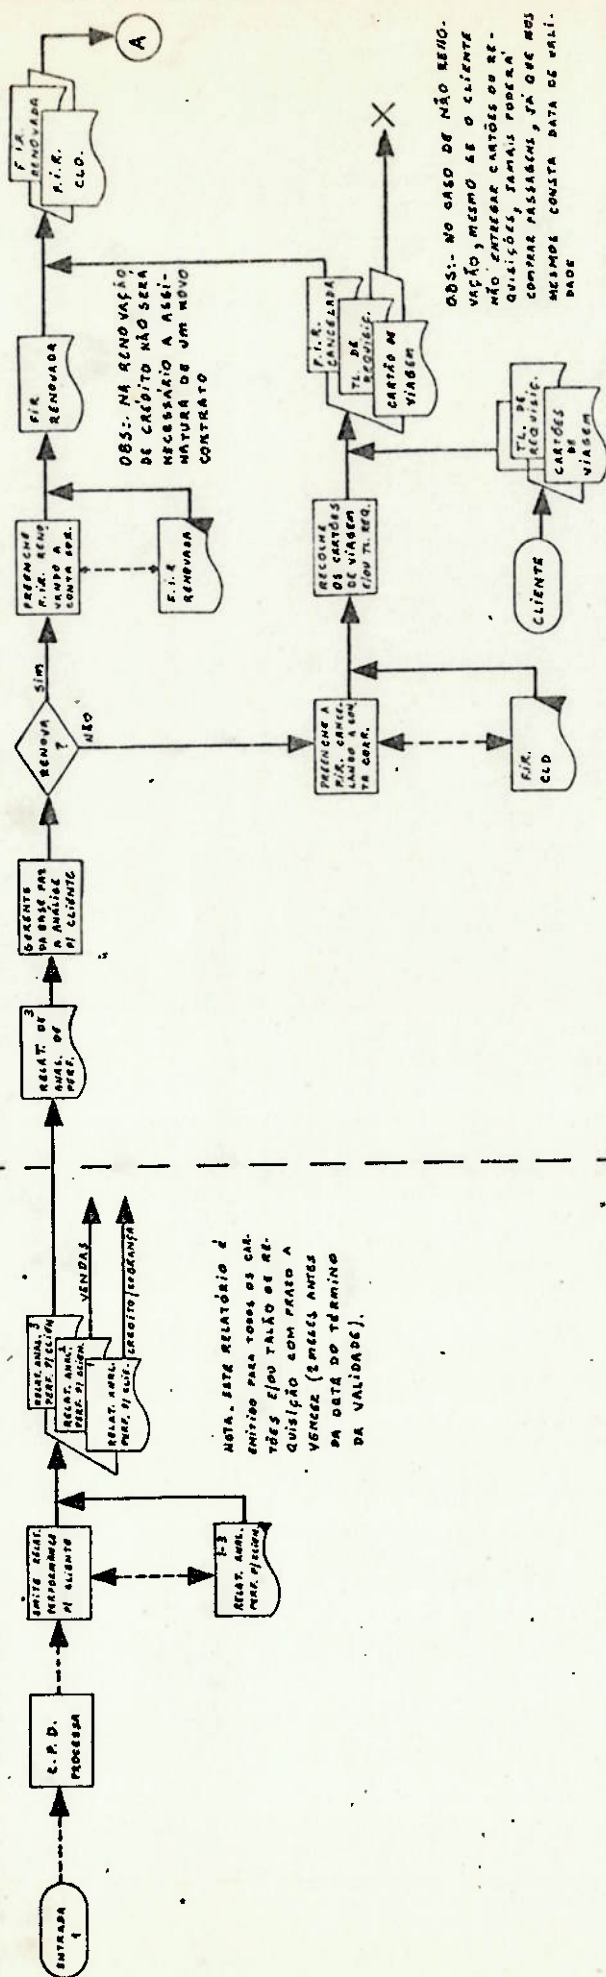 ENTRADA
1
C.P.D.
PROCESSA
EMITE RELAT.
PERFORMANCE
P/ CLIENTE
1-3
RELAT. ANAL.
PERF. P/CLIEN.
3
RELAT. ANAL.
PERF. P/ CLIEN
RELAT. ANAL.
PERF. P/ CLIEN.
1
RELAT. ANAL.
PERF. P/ CLIE.
VENDAS
CRÉDITO/COBRANÇA
NOTA. ESTE RELATÓRIO É
EMITIDO PARA TODOS OS CAR-
TÕES E/OU TALÃO DE RE-
QUISIÇÃO COM PRAZO A
VENCER (2 MESES ANTES
DA DATA DO TÉRMINO
DA VALIDADE).
3
RELAT. DE
ANAL. DE
PERF.
GERENTE
DA BASE FAZ
A ANÁLISE
P/ CLIENTE
RENOVA
?
SIM
NÃO
PREENCHE
F.I.R. RENO
VANDO A
CONTA COR.
F.I.R
RENOVADA
FIR
RENOVADA
OBS:. NA RENOVAÇÃO
DE CRÉDITO NÃO SERÁ
NECESSÁRIO A ASSI-
NATURA DE UM NOVO
CONTRATO
F IR.
RENOVADA
F.I.R.
CLD.
A
PREENCHE A
F.IR. CANCE.
LANDO A CON
TA CORR.
F.IR.
CLD
RECOLHE
OS CARTÕES
DE VIAGEM
E/OU TL. REQ.
CLIENTE
TL. DE
REQUISIÇ.
CARTÕES
DE
VIAGEM
F.I.R.
CANCELADA
TL. DE
REQUISIÇ.
CARTÃO DE
VIAGEM
OBS:- NO CASO DE NÃO RENO-
VAÇÃO, MESMO SE O CLIENTE
NÃO ENTREGAR CARTÕES OU RE-
QUISIÇÕES, JAMAIS PODERÁ
COMPRAR PASSAGENS, JÁ QUE NOS
MESMOS CONSTA DATA DE VALI-
DADE